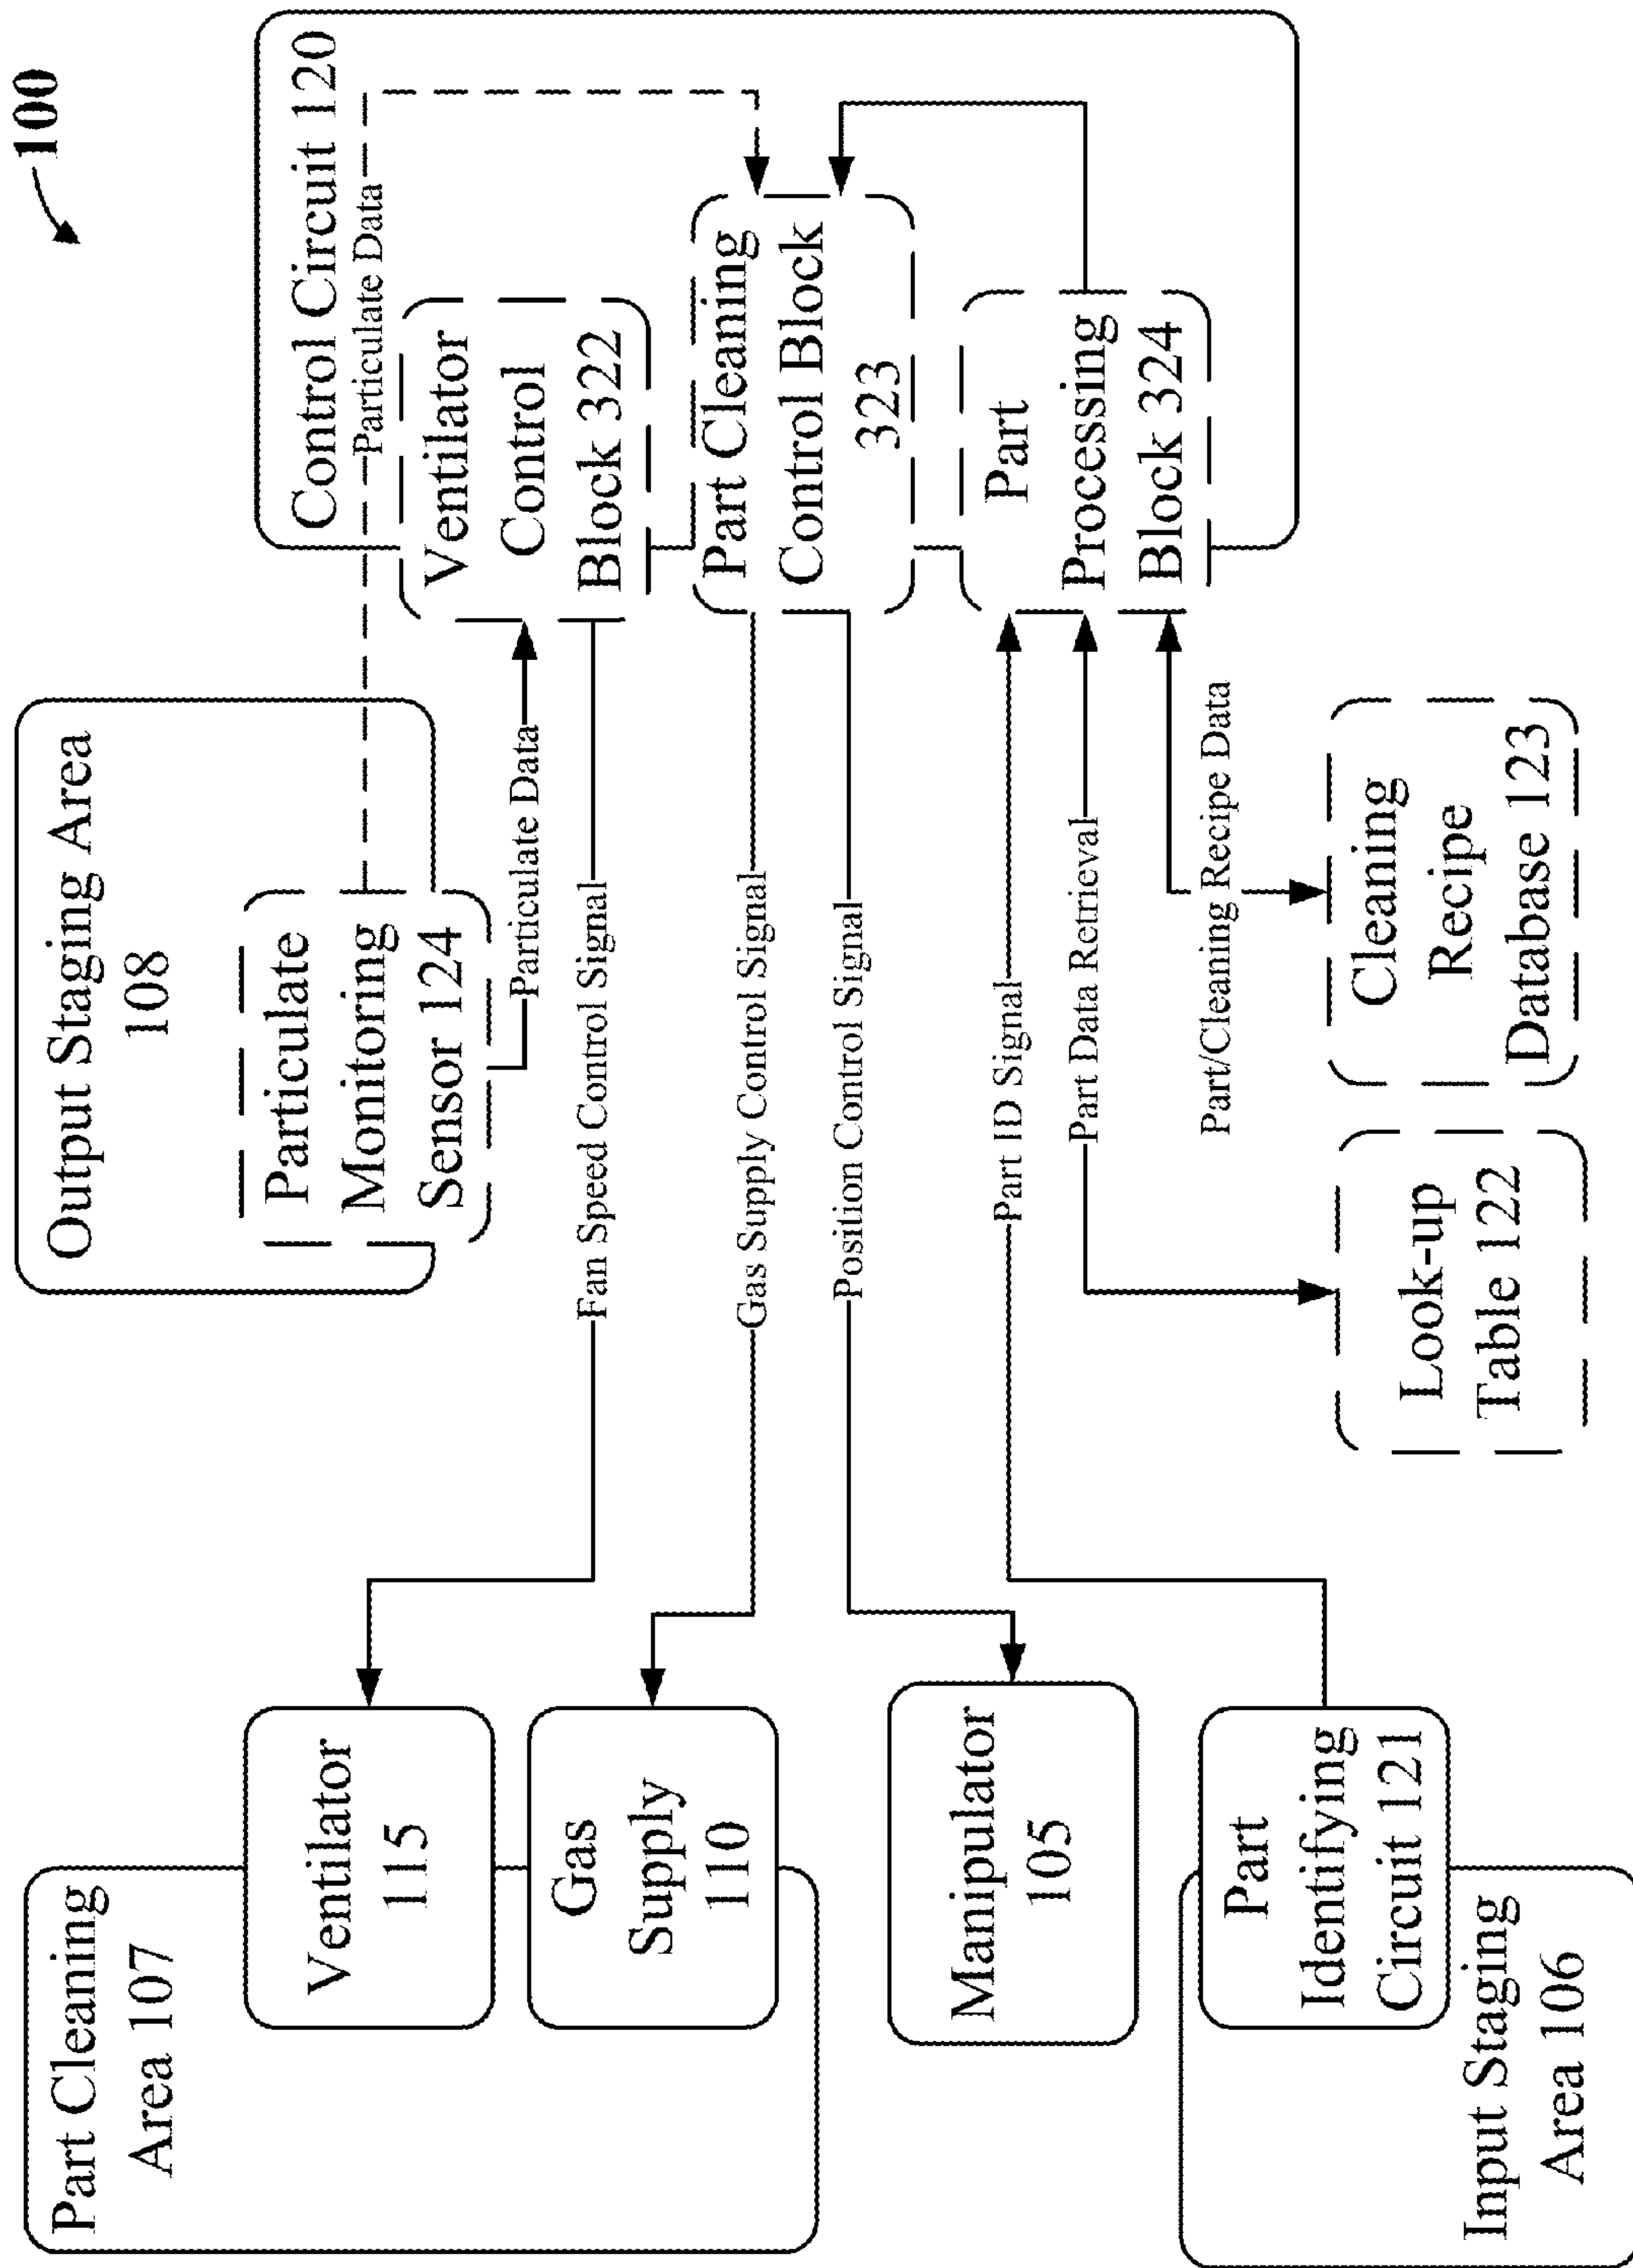 100
Part Cleaning
Area 107
Ventilator
115
Gas
Supply
110
Manipulator
105
Part
Identifying
Circuit 121
Input Staging
Area 106
Output Staging Area
108
Particulate
Monitoring
Sensor 124
Particulate Data
Fan Speed Control Signal
Gas Supply Control Signal
Position Control Signal
Part ID Signal
Part Data Retrieval
Part/Cleaning Recipe Data
Look-up
Table 122
Cleaning
Recipe
Database 123
Control Circuit 120
Particulate Data
Ventilator
Control
Block 322
Part Cleaning
Control Block
323
Part
Processing
Block 324